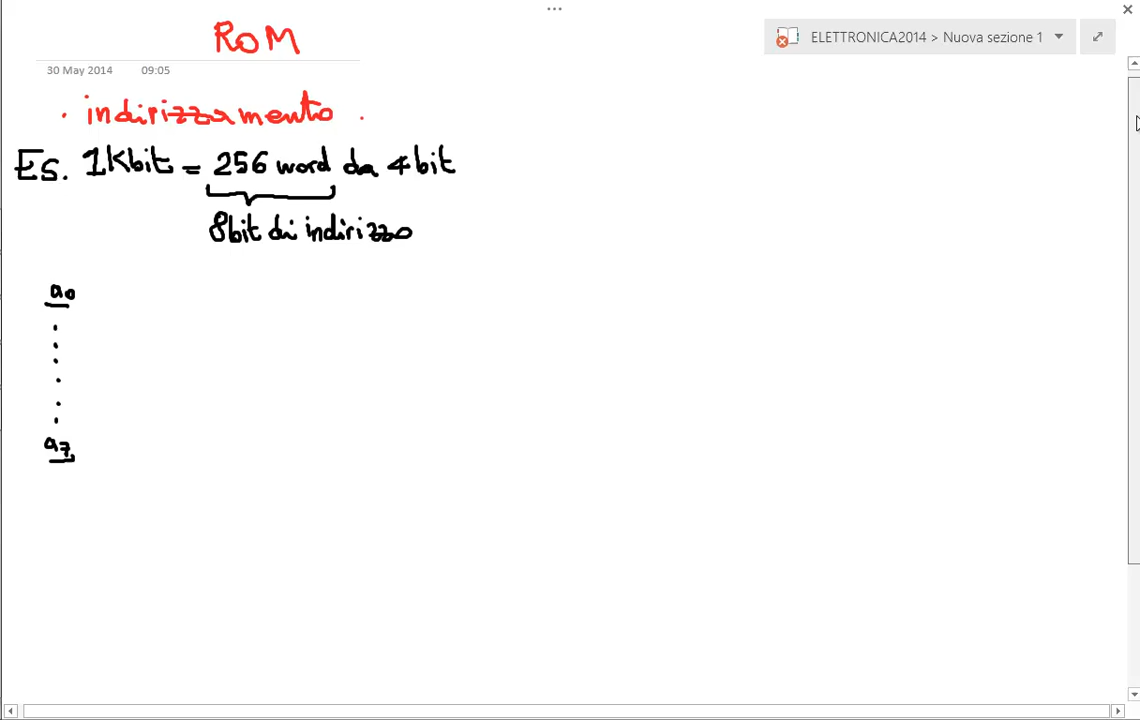 ...
ROM
ELETTRONICA2014 > Nuova sezione 1
30 May 2014 09:05
. indirizzamento .
Es. 1Kbit = 256 word da 4bit
8bit di indirizzo
a0
.
.
.
.
.
.
a7